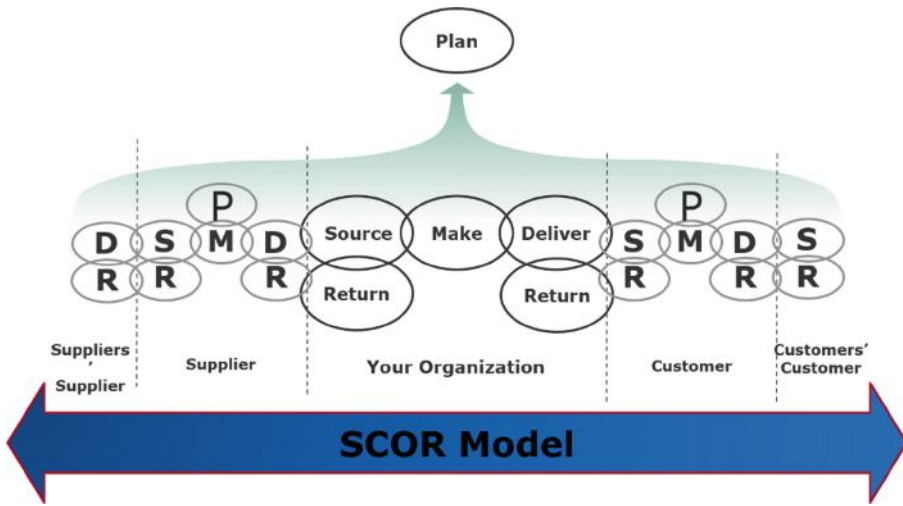 Plan
P P
D S M D Source Make Deliver S M D S
R R R Return Return R R R
Suppliers
’
Supplier
Supplier
Your Organization
Customer
Customers’
Customer
SCOR Model